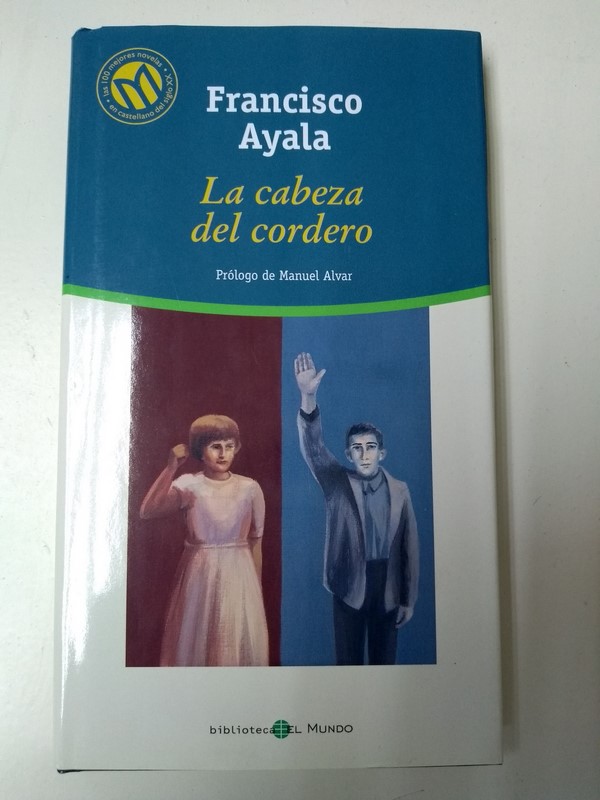 las 100 mejores novelas
en castellano del siglo XX
Francisco
Ayala
La cabeza
del cordero
Prólogo de Manuel Alvar
biblioteca EL MUNDO